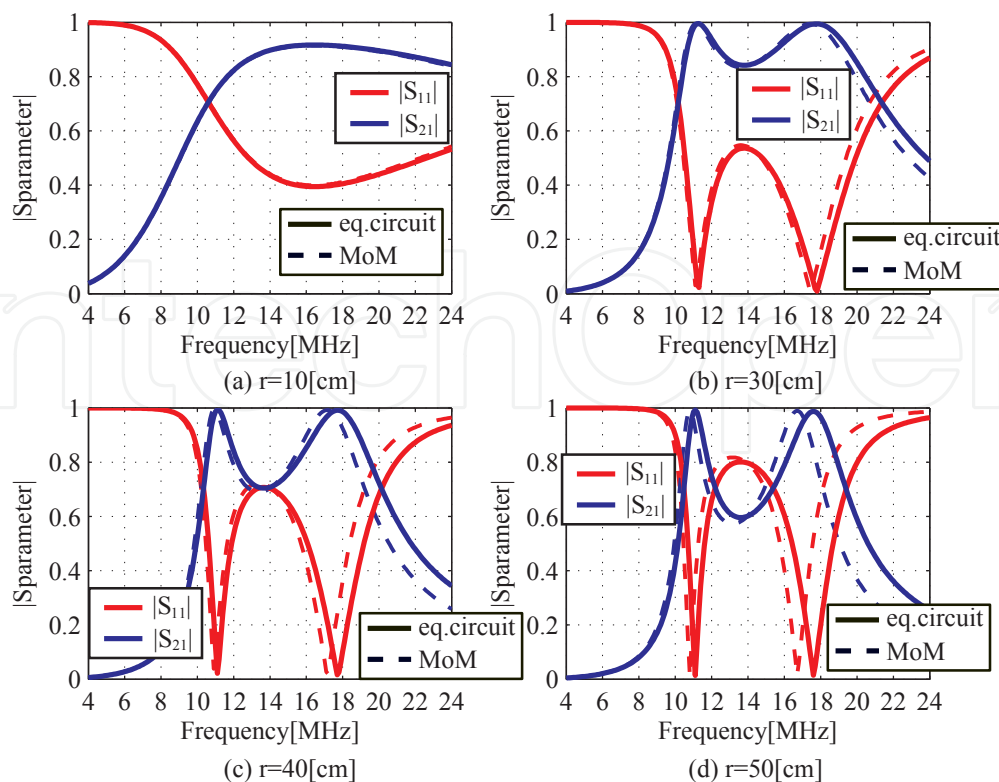 1
0.8
0.6
0.4
0.2
0
|Sparameter|
|S11|
|S21|
eq.circuit
MoM
4 6 8 10 12 14 16 18 20 22 24
Frequency[MHz]
(a) r=10[cm]
1
0.8
0.6
0.4
0.2
0
|Sparameter|
|S11|
|S21|
eq.circuit
MoM
4 6 8 10 12 14 16 18 20 22 24
Frequency[MHz]
(b) r=30[cm]
1
0.8
0.6
0.4
0.2
0
|Sparameter|
|S11|
|S21|
eq.circuit
MoM
4 6 8 10 12 14 16 18 20 22 24
Frequency[MHz]
(c) r=40[cm]
1
0.8
0.6
0.4
0.2
0
|Sparameter|
|S11|
|S21|
eq.circuit
MoM
4 6 8 10 12 14 16 18 20 22 24
Frequency[MHz]
(d) r=50[cm]